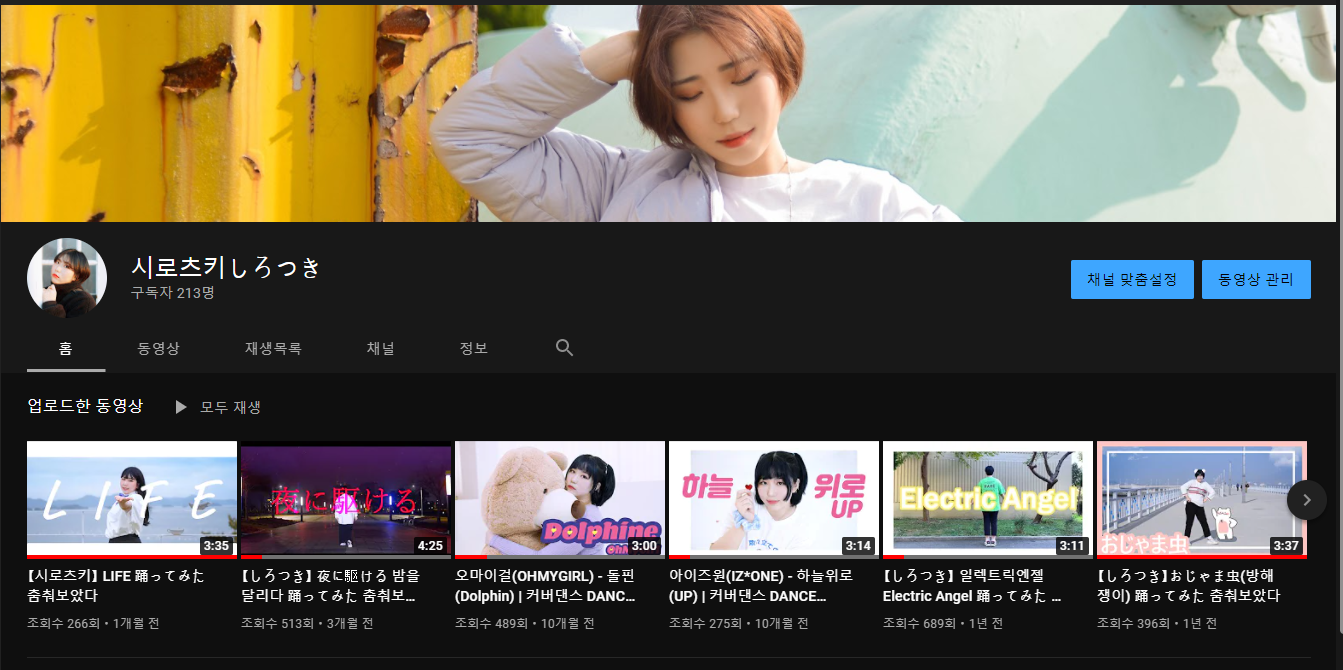 시로츠키しろつき
구독자 213명
채널 맞춤설정
동영상 관리
홈
동영상
재생목록
채널
정보
업로드한 동영상
모두 재생
LIFE
3:35
夜に駆ける
4:25
Dolphine
OhMy
3:00
하늘 위로
UP
3:14
Electric Angel
3:11
おじゃま虫
3:37
【시로츠키】 LIFE 踊ってみた
춤춰보았다
조회수 266회 • 1개월 전
【しろつき】 夜に駆ける 밤을
달리다 踊ってみた 춤춰보...
조회수 513회 • 3개월 전
오마이걸(OHMYGIRL) - 돌핀
(Dolphin) | 커버댄스 DANC...
조회수 489회 • 10개월 전
아이즈원(IZ*ONE) - 하늘위로
(UP) | 커버댄스 DANCE...
조회수 275회 • 10개월 전
【しろつき】 일렉트릭엔젤
Electric Angel 踊ってみた ...
조회수 689회 • 1년 전
【しろつき】おじゃま虫(방해
쟁이) 踊ってみた 춤춰보았다
조회수 396회 • 1년 전